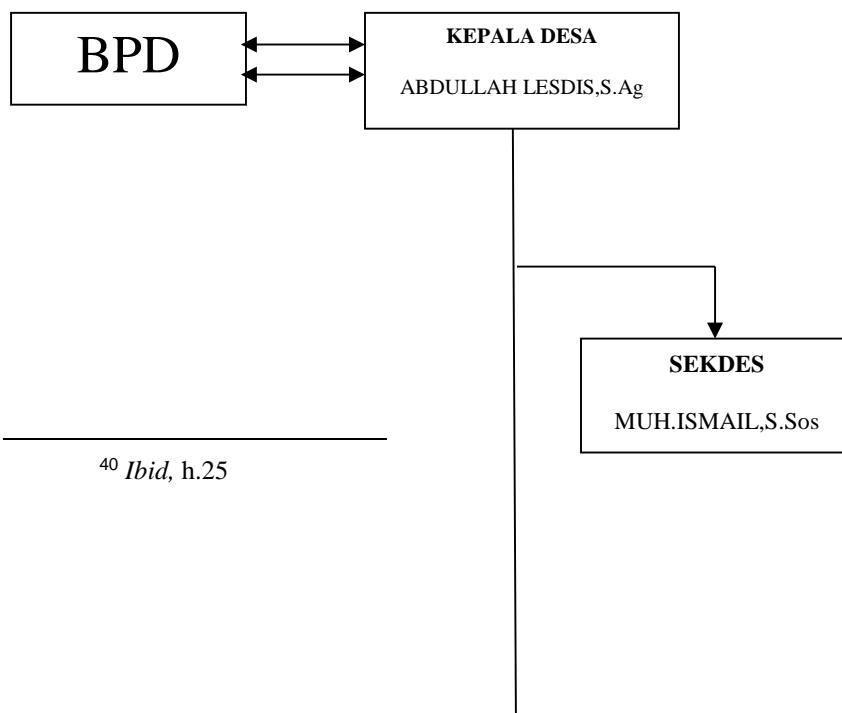 BPD
KEPALA DESA
ABDULLAH LESDIS,S.Ag
SEKDES
MUH.ISMAIL,S.Sos
40 Ibid, h.25